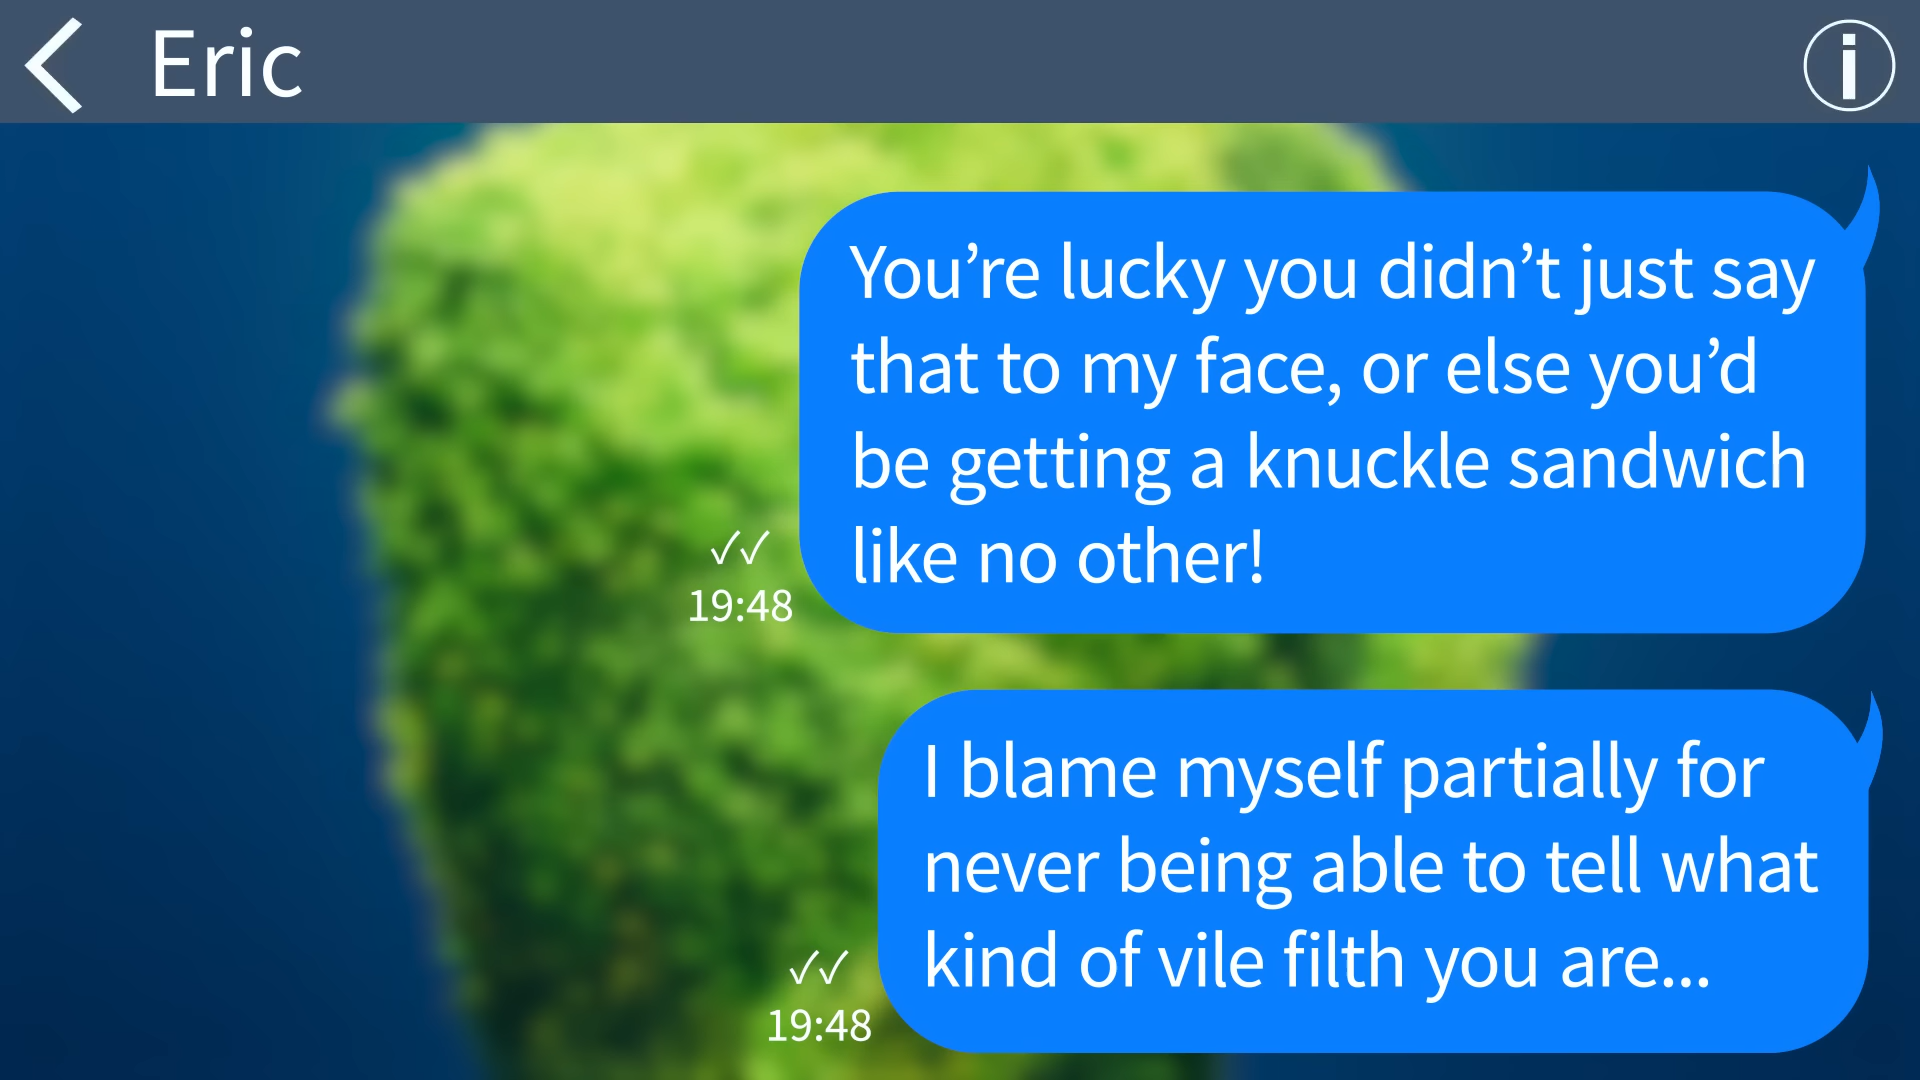 Eric
You’re lucky you didn’t just say
that to my face, or else you’d
be getting a knuckle sandwich
like no other!
✓✓
19:48
I blame myself partially for
never being able to tell what
kind of vile filth you are...
✓✓
19:48